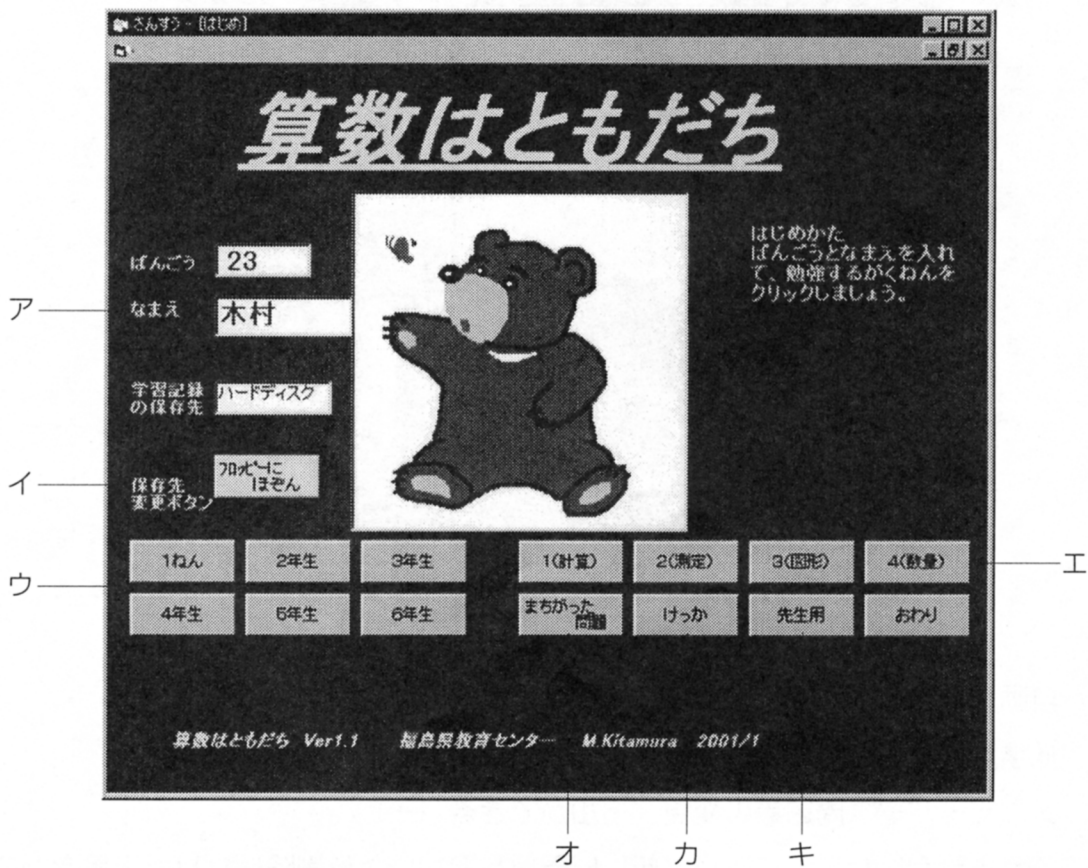 さんすう - [はじめ]
算数はともだち
ばんごう 23
なまえ 木村
学習記録
の保存先
ハードディスク
保存先
変更ボタン
フロッピーに
ほぞん
はじめかた
ばんごうとなまえを入れ
て、勉強するがくねんを
クリックしましょう。
1ねん 2年生 3年生 1(計算) 2(測定) 3(図形) 4(数量)
4年生 5年生 6年生 まちがった問題 けっか 先生用 おわり
算数はともだち Ver1.1 福島県教育センター M.Kitamura 2001/1
ア
イ
ウ
エ
オ カ キ